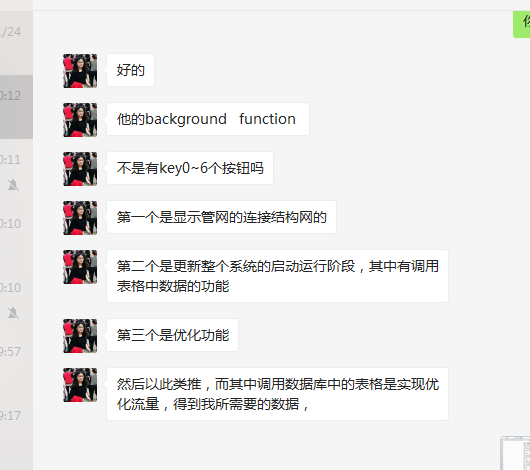 /24
好的
0:12
他的background function
0:11
不是有key0~6个按钮吗
第一个是显示管网的连接结构网的
0:10
第二个是更新整个系统的启动运行阶段，其中有调用
表格中数据的功能
0:10
第三个是优化功能
9:57
然后以此类推，而其中调用数据库中的表格是实现优
化流量，得到我所需要的数据，
9:17